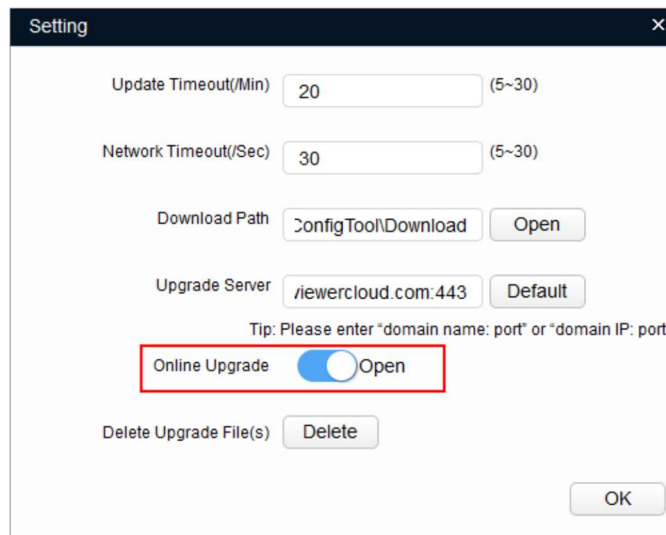 Setting ×
Update Timeout(/Min) 20 (5~30)
Network Timeout(/Sec) 30 (5~30)
Download Path ConfigTool\Download Open
Upgrade Server viewercloud.com:443 Default
Tip: Please enter “domain name: port” or “domain IP: port
Online Upgrade Open
Delete Upgrade File(s) Delete
OK